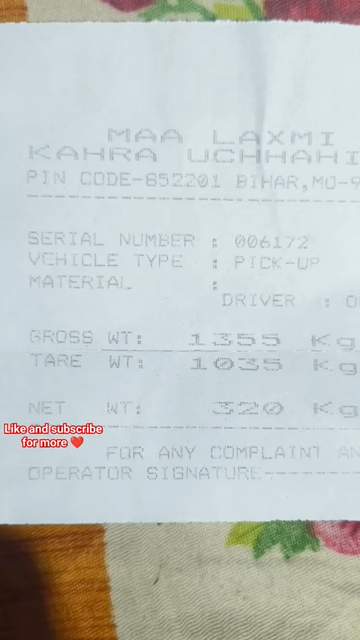 MAA LAXMI
KAHRA UCHHAHI
PIN CODE-852201 BIHAR,MO-9
SERIAL NUMBER : 006172
VEHICLE TYPE : PICK-UP
MATERIAL :
DRIVER : 0
GROSS WT: 1355 Kg
TARE WT: 1035 Kg
NET WT: 320 Kg
Like and subscribe
for more ❤️
FOR ANY COMPLAINT AN
OPERATOR SIGNATURE